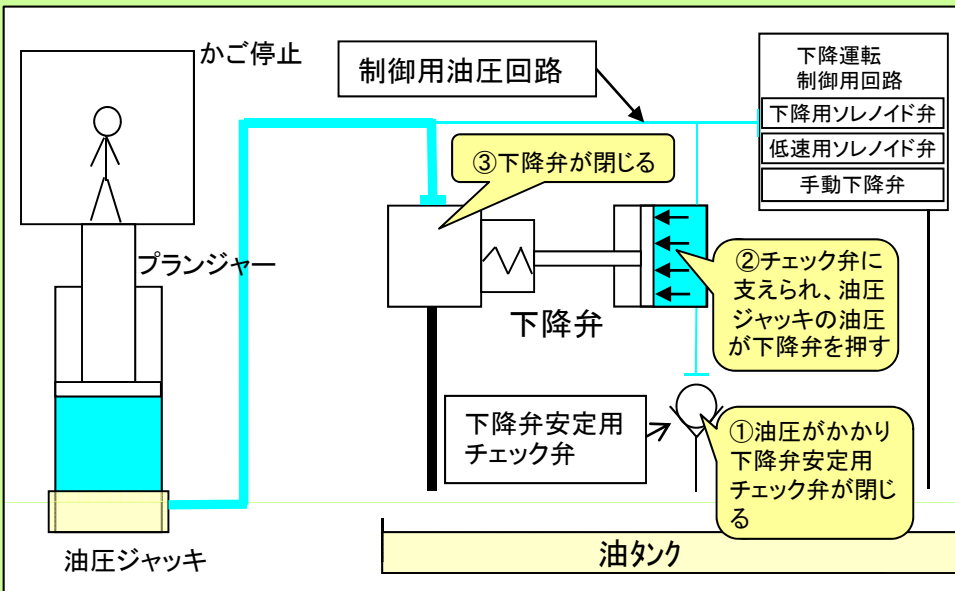 かご停止
制御用油圧回路
下降運転
制御用回路
下降用ソレノイド弁
低速用ソレノイド弁
手動下降弁
③下降弁が閉じる
プランジャー
②チェック弁に
支えられ、油圧
ジャッキの油圧
が下降弁を押す
下降弁
下降弁安定用
チェック弁
①油圧がかかり
下降弁安定用
チェック弁が閉じ
る
油圧ジャッキ
油タンク